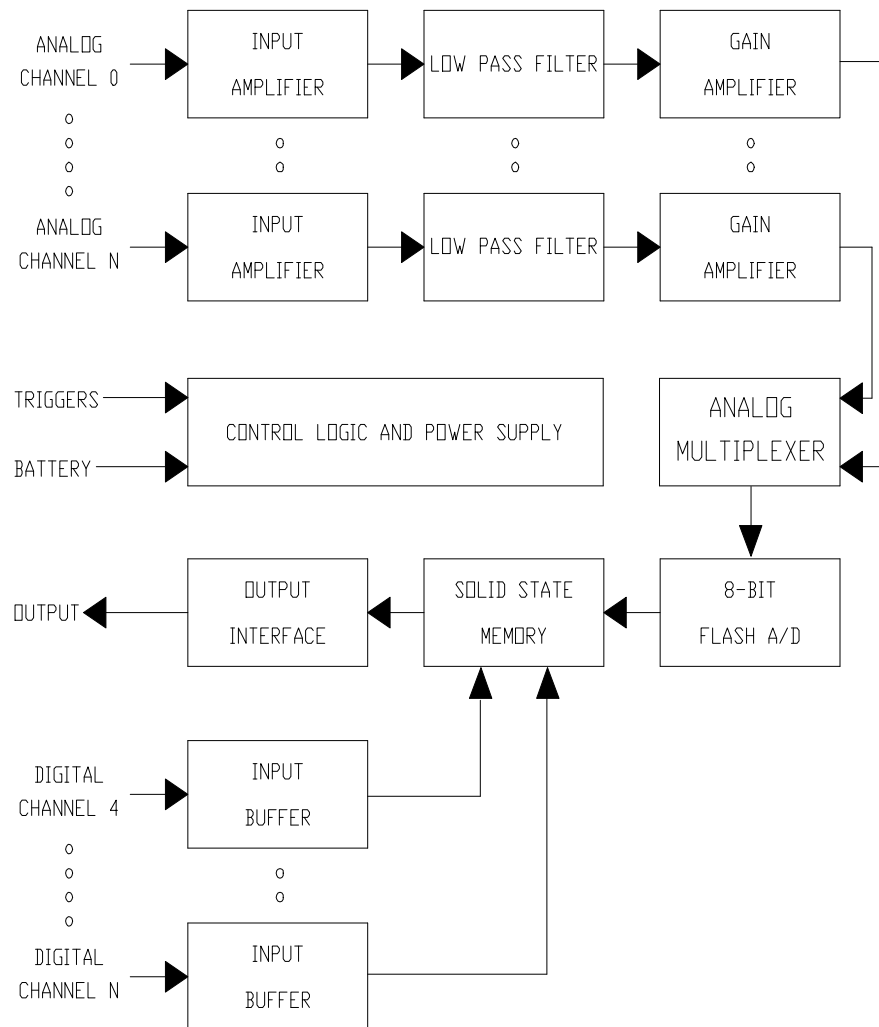 ANALOG
CHANNEL 0
INPUT
AMPLIFIER
LOW PASS FILTER
GAIN
AMPLIFIER
ANALOG
CHANNEL N
INPUT
AMPLIFIER
LOW PASS FILTER
GAIN
AMPLIFIER
TRIGGERS
BATTERY
CONTROL LOGIC AND POWER SUPPLY
ANALOG
MULTIPLEXER
OUTPUT
OUTPUT
INTERFACE
SOLID STATE
MEMORY
8-BIT
FLASH A/D
DIGITAL
CHANNEL 4
INPUT
BUFFER
DIGITAL
CHANNEL N
INPUT
BUFFER